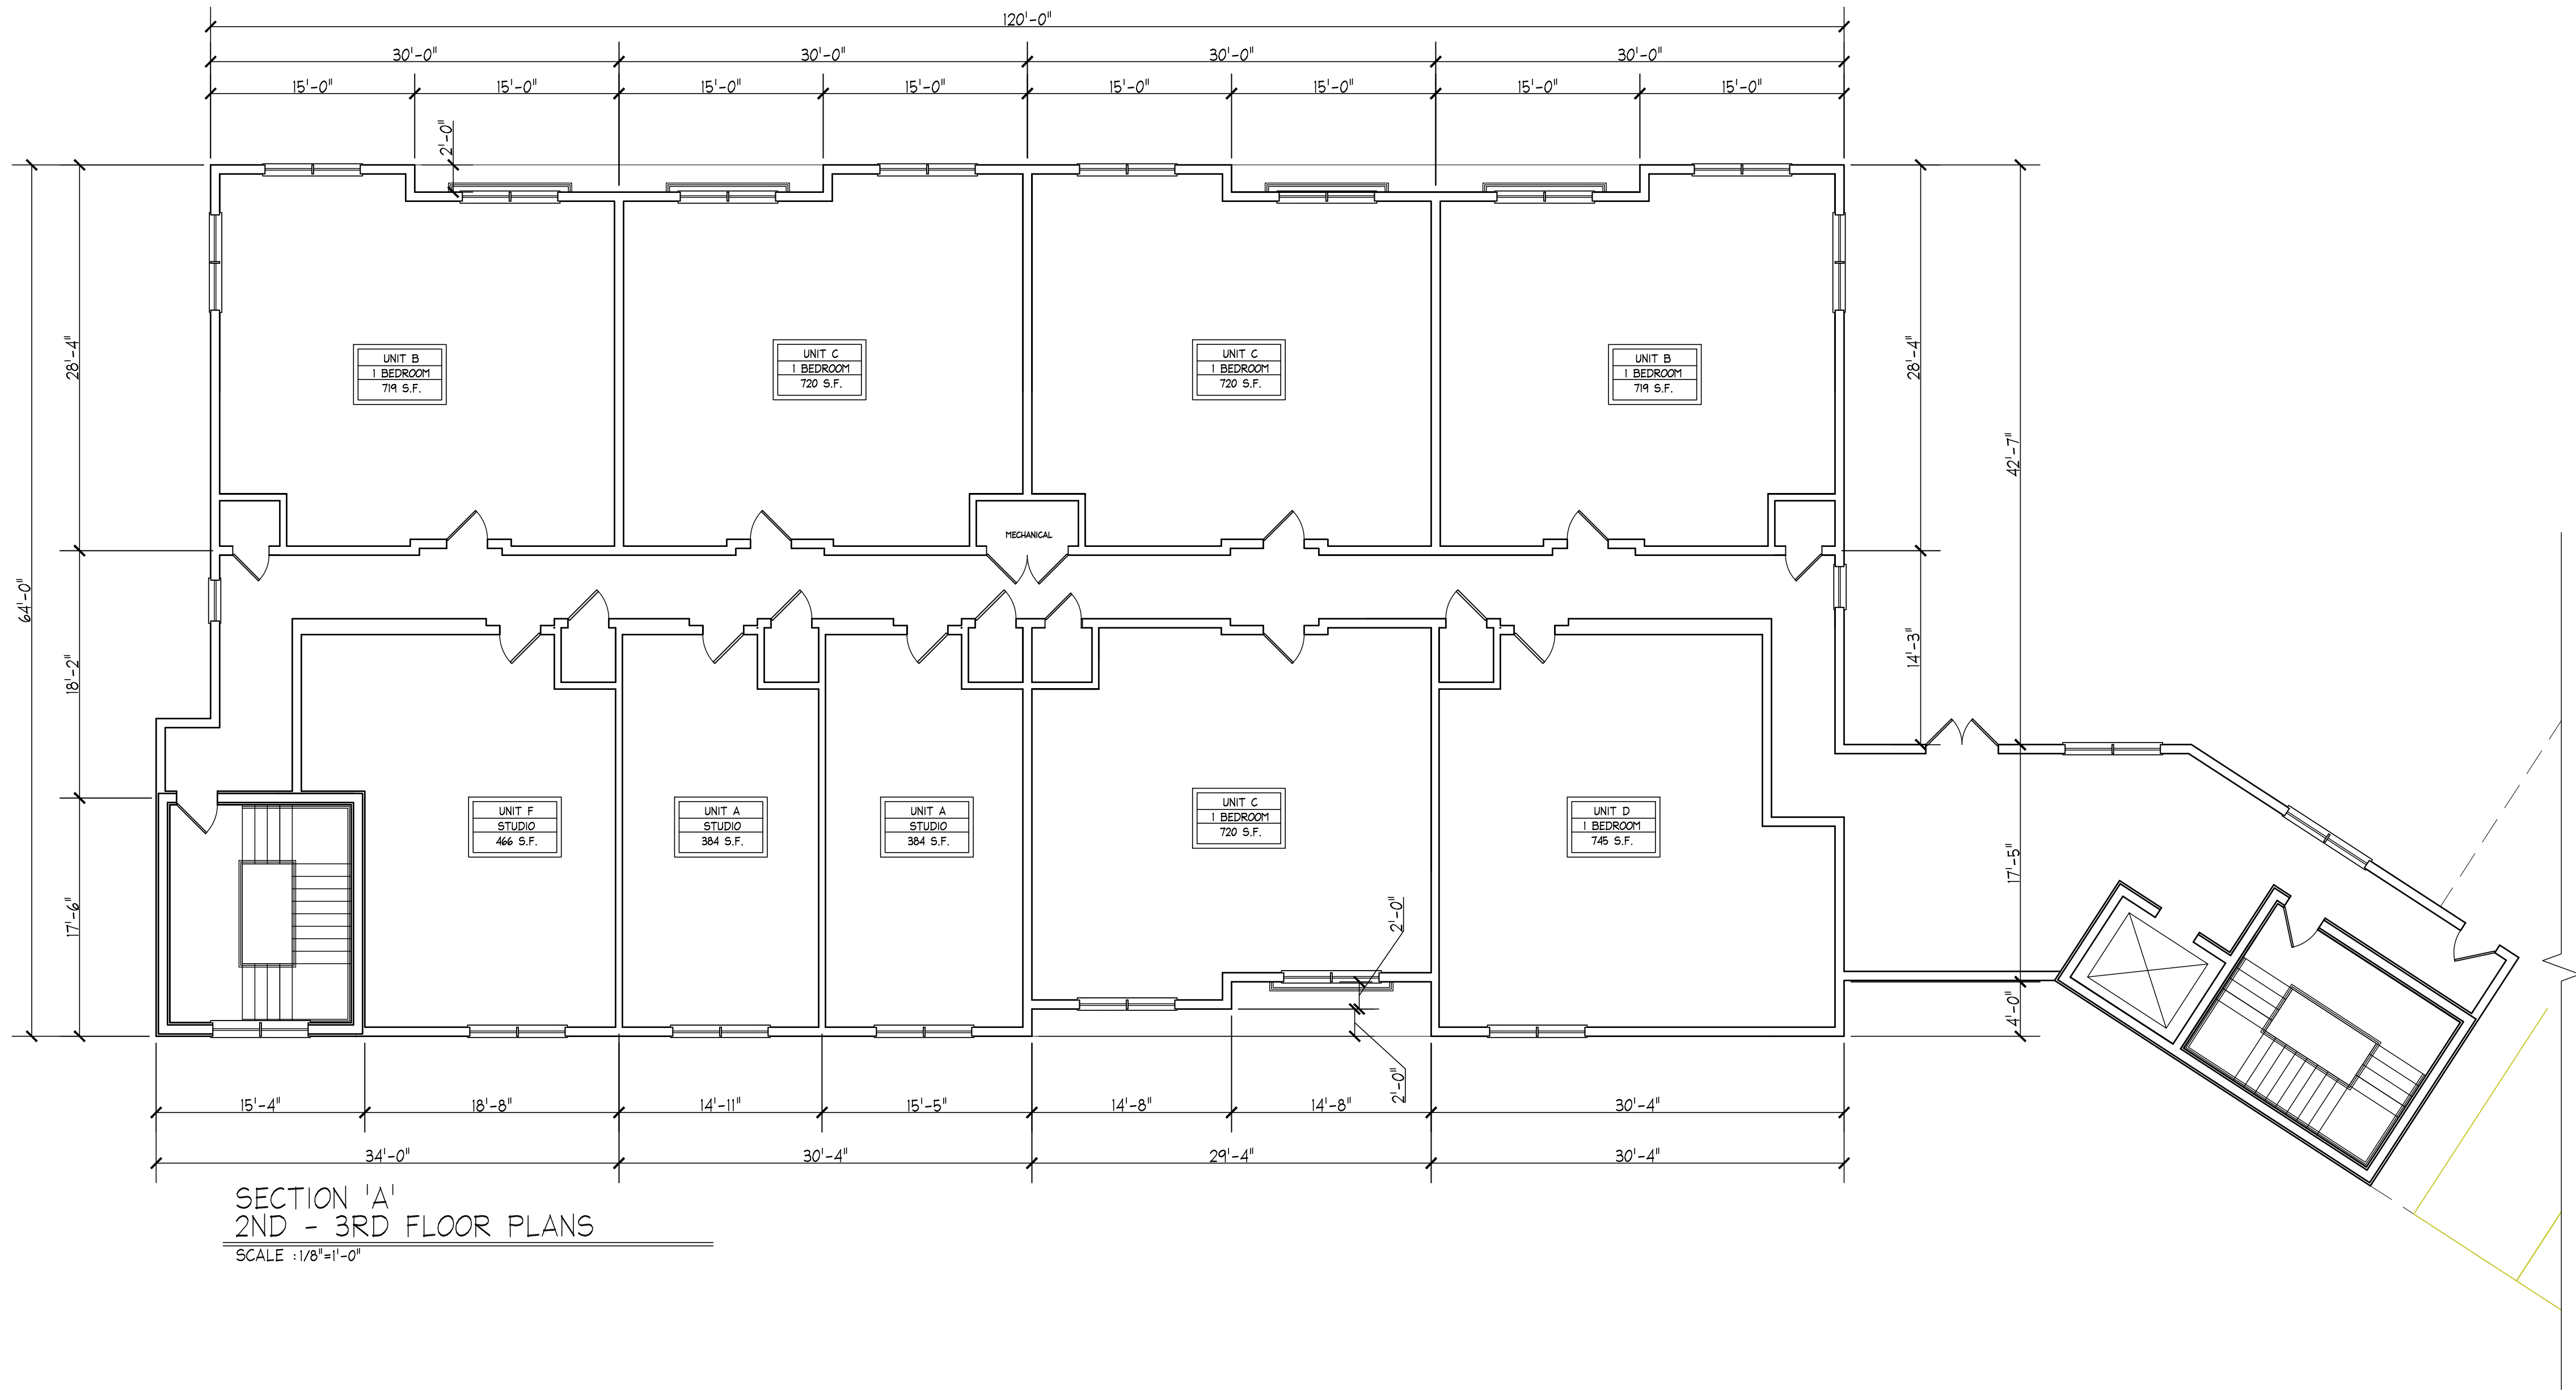 120'-0"
30'-0" 30'-0" 30'-0" 30'-0"
15'-0" 15'-0" 15'-0" 15'-0" 15'-0" 15'-0" 15'-0" 15'-0"
2'-0"
64'-0"
28'-4"
18'-2"
17'-6"
UNIT B
1 BEDROOM
719 S.F.
UNIT C
1 BEDROOM
720 S.F.
UNIT C
1 BEDROOM
720 S.F.
UNIT B
1 BEDROOM
719 S.F.
28'-4"
42'-7"
14'-3"
17'-5"
4'-0"
MECHANICAL
UNIT F
STUDIO
466 S.F.
UNIT A
STUDIO
384 S.F.
UNIT A
STUDIO
384 S.F.
UNIT C
1 BEDROOM
720 S.F.
UNIT D
1 BEDROOM
745 S.F.
2'-0"
2'-0"
15'-4" 18'-8" 14'-11" 15'-5" 14'-8" 14'-8" 30'-4"
34'-0" 30'-4" 29'-4" 30'-4"
SECTION 'A'
2ND - 3RD FLOOR PLANS
SCALE :1/8"=1'-0"